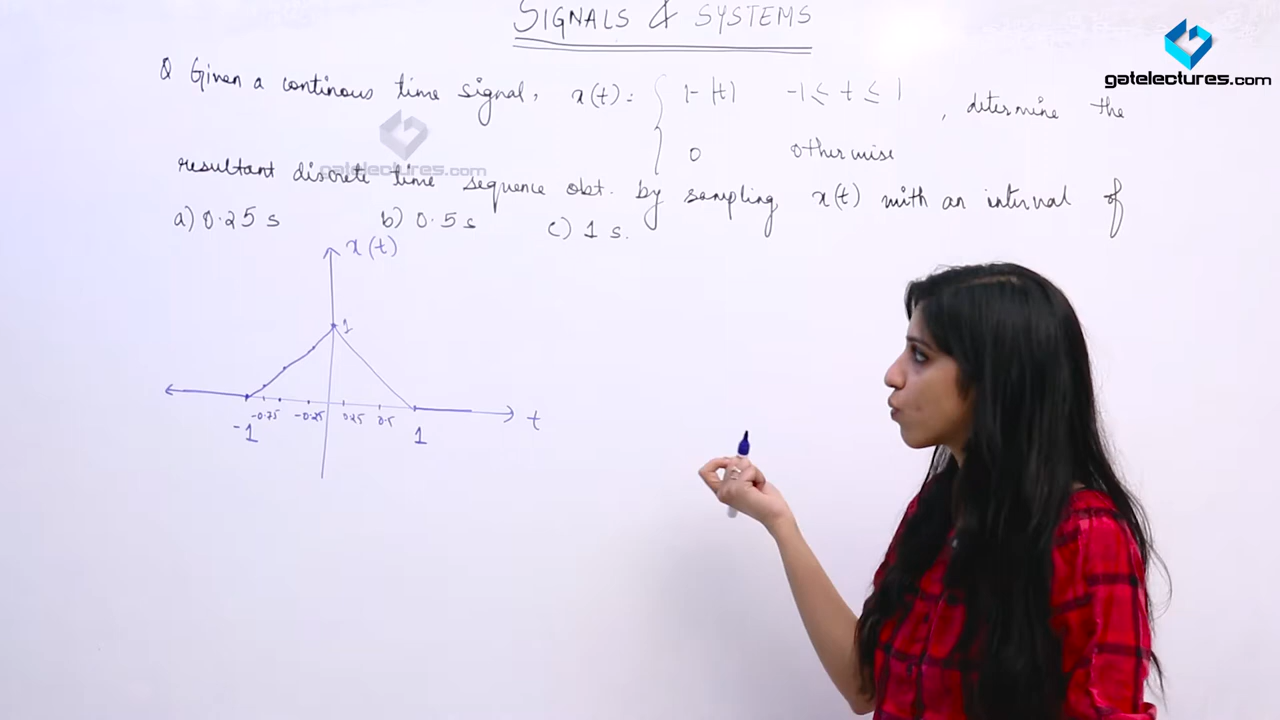 SIGNALS & SYSTEMS
gatelectures.com
Q Given a continous time signal, x(t) = { 1-|t| -1 ≤ t ≤ 1 , determine the
0 otherwise
gatelectures.com
resultant discrete time sequence obt. by sampling x(t) with an interval of
a) 0.25 s b) 0.5 s c) 1 s.
x(t)
1
-0.75 -0.25 0.25 0.5
-1 1 t